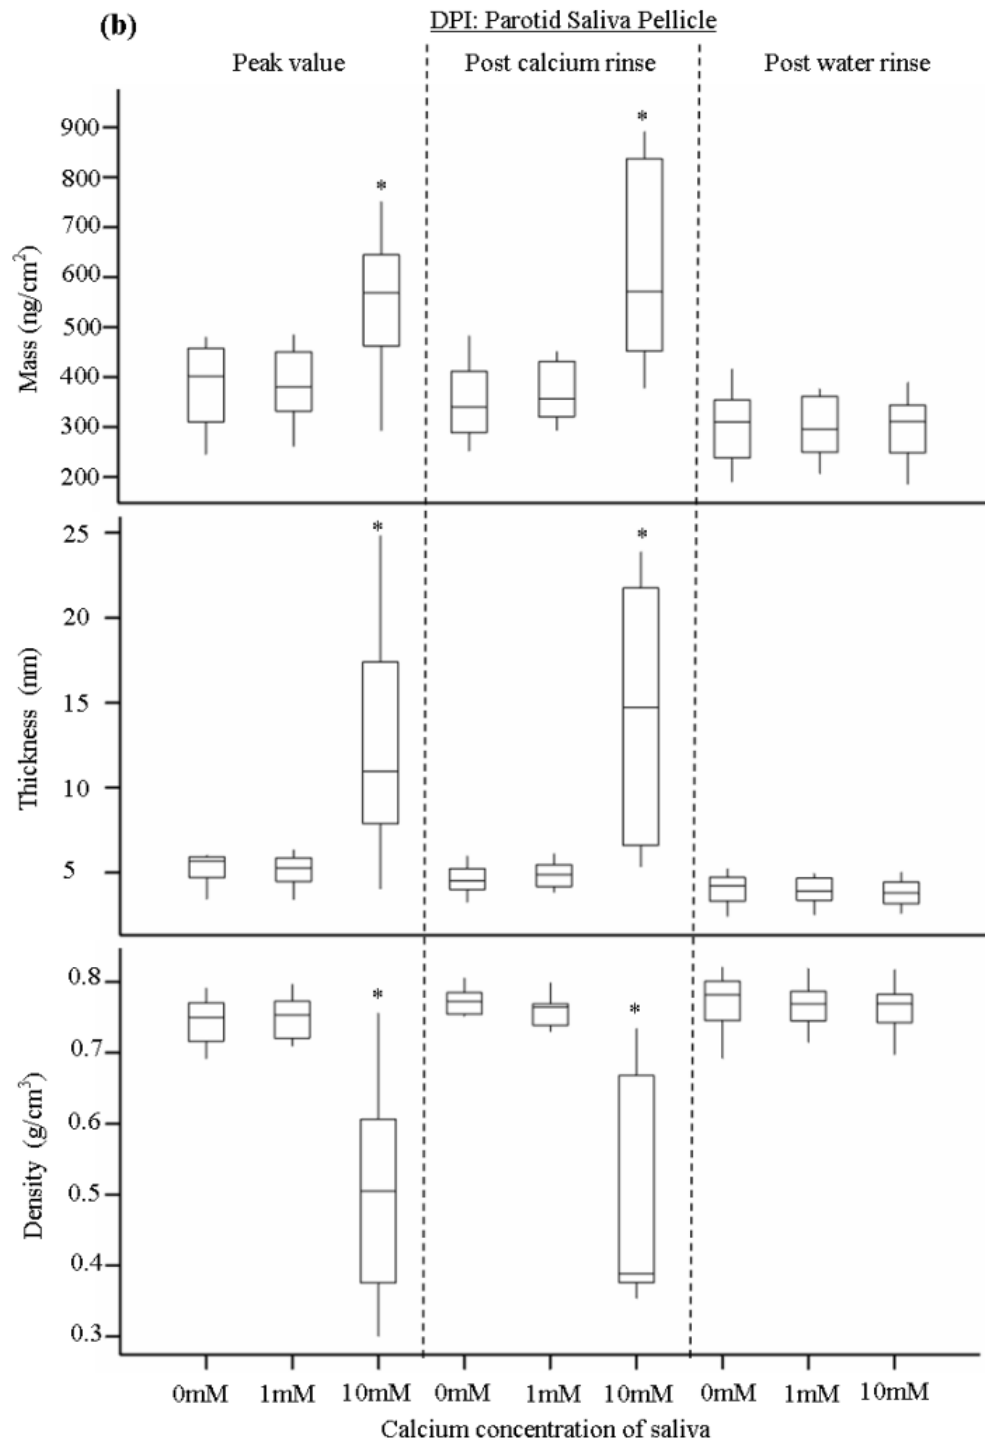 (b)
DPI: Parotid Saliva Pellicle
Peak value Post calcium rinse Post water rinse
Mass (ng/cm²)
900
800
700
600
500
400
300
200
* *
Thickness (nm)
25
20
15
10
5
* *
Density (g/cm³)
0.8
0.7
0.6
0.5
0.4
0.3
* *
0mM 1mM 10mM 0mM 1mM 10mM 0mM 1mM 10mM
Calcium concentration of saliva